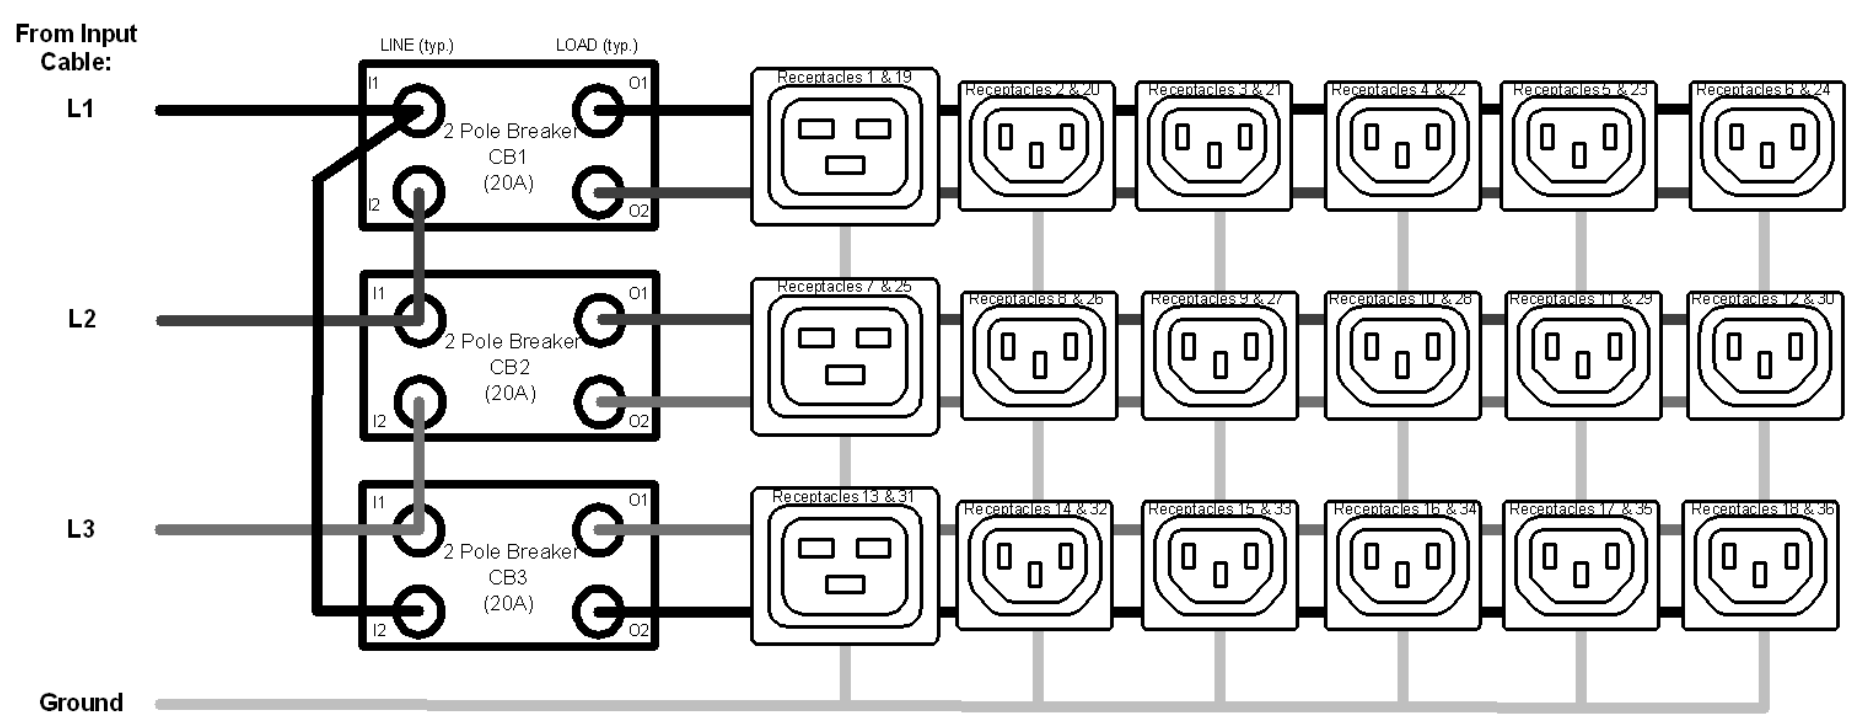 From Input
Cable:
LINE (typ.)
LOAD (typ.)
L1
I1
O1
2 Pole Breaker
CB1
(20A)
I2
O2
Receptacles 1 & 19
Receptacles 2 & 20
Receptacles 3 & 21
Receptacles 4 & 22
Receptacles 5 & 23
Receptacles 6 & 24
L2
I1
O1
2 Pole Breaker
CB2
(20A)
I2
O2
Receptacles 7 & 25
Receptacles 8 & 26
Receptacles 9 & 27
Receptacles 10 & 28
Receptacles 11 & 29
Receptacles 12 & 30
L3
I1
O1
2 Pole Breaker
CB3
(20A)
I2
O2
Receptacles 13 & 31
Receptacles 14 & 32
Receptacles 15 & 33
Receptacles 16 & 34
Receptacles 17 & 35
Receptacles 18 & 36
Ground